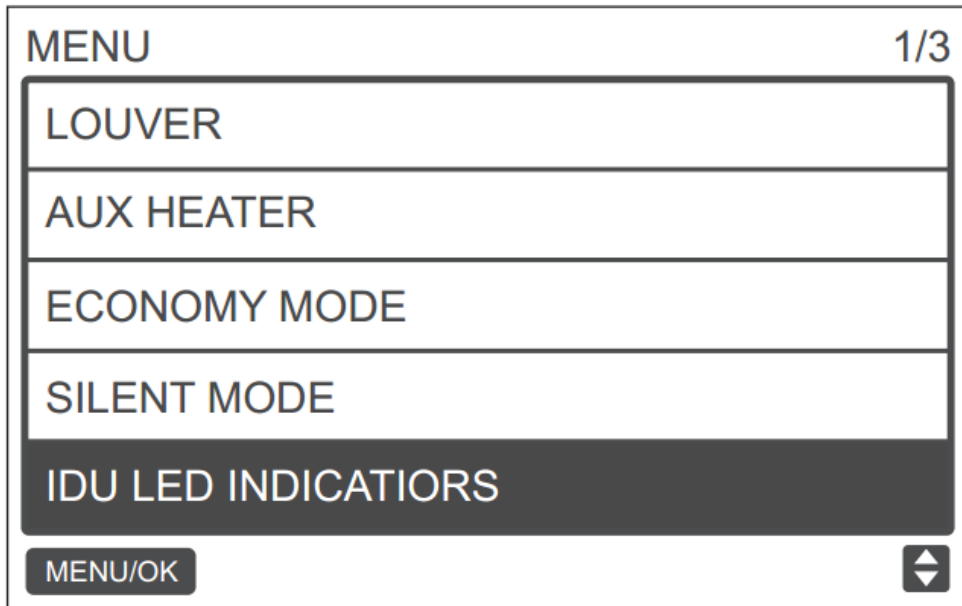 MENU 1/3
LOUVER
AUX HEATER
ECONOMY MODE
SILENT MODE
IDU LED INDICATIORS
MENU/OK